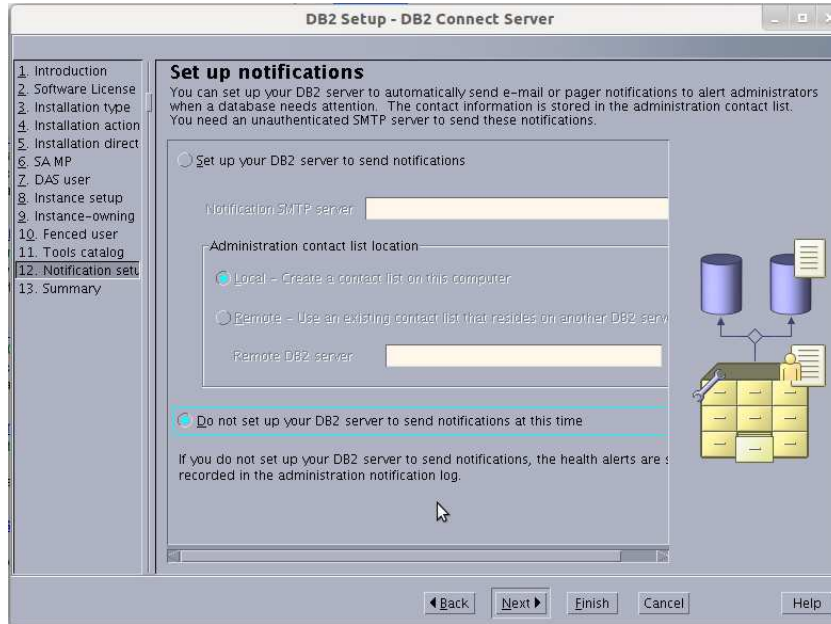 DB2 Setup - DB2 Connect Server
1. Introduction
2. Software License
3. Installation type
4. Installation action
5. Installation direct
6. SA MP
7. DAS user
8. Instance setup
9. Instance-owning
10. Fenced user
11. Tools catalog
12. Notification setu
13. Summary
Set up notifications
You can set up your DB2 server to automatically send e-mail or pager notifications to alert administrators
when a database needs attention. The contact information is stored in the administration contact list.
You need an unauthenticated SMTP server to send these notifications.
Set up your DB2 server to send notifications
Notification SMTP server
Administration contact list location
Local - Create a contact list on this computer
Remote - Use an existing contact list that resides on another DB2 serv
Remote DB2 server
Do not set up your DB2 server to send notifications at this time
If you do not set up your DB2 server to send notifications, the health alerts are s
recorded in the administration notification log.
Back Next Finish Cancel Help